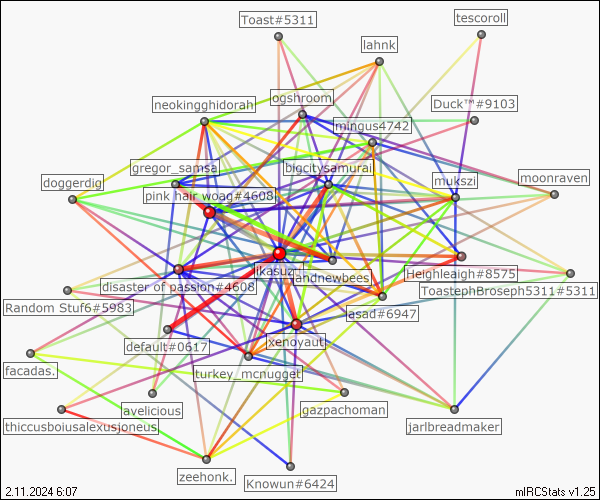 Toast#5311
tescoroll
lahnk
ogshroom
neokingghidorah
Duck™#9103
mingus4742
gregor_samsa
bigcitysamurai
doggerdig
mukszi
moonraven
pink hair woag#4608
landnewbees
Heighleigh#8575
disaster of passion#4608
ToastephBroseph5311#5311
Random Stuf6#5983
asad#6947
default#0617
xenoyaut
facadas.
turkey_mcnugget
avelicious
gazpachoman
thiccusboiusalexusjoneus
jarlbreadmaker
zeehonk.
Knowun#6424
2.11.2024 6:07
mIRCStats v1.25